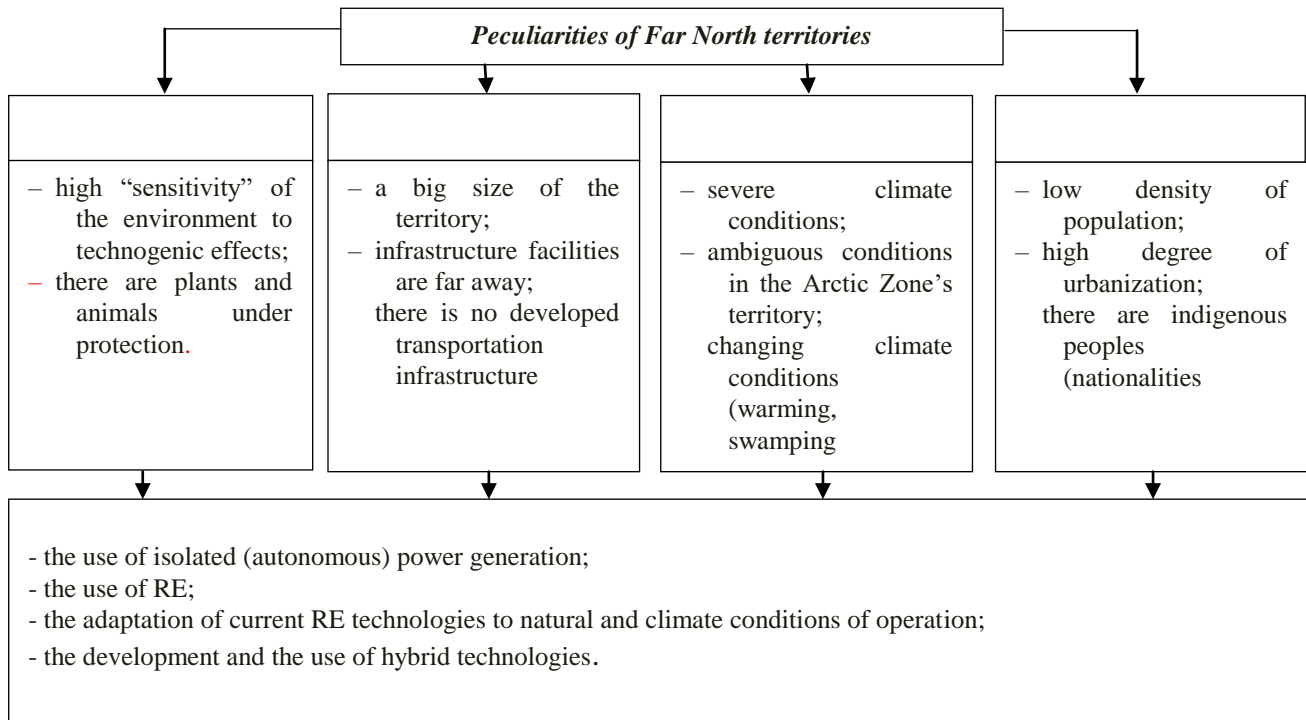 Peculiarities of Far North territories
– high “sensitivity” of
the environment to
technogenic effects;
– there are plants and
animals under
protection.
– a big size of the
territory;
– infrastructure facilities
are far away;
there is no developed
transportation
infrastructure
– severe climate
conditions;
– ambiguous conditions
in the Arctic Zone’s
territory;
changing climate
conditions
(warming,
swamping
– low density of
population;
– high degree of
urbanization;
there are indigenous
peoples
(nationalities
- the use of isolated (autonomous) power generation;
- the use of RE;
- the adaptation of current RE technologies to natural and climate conditions of operation;
- the development and the use of hybrid technologies.